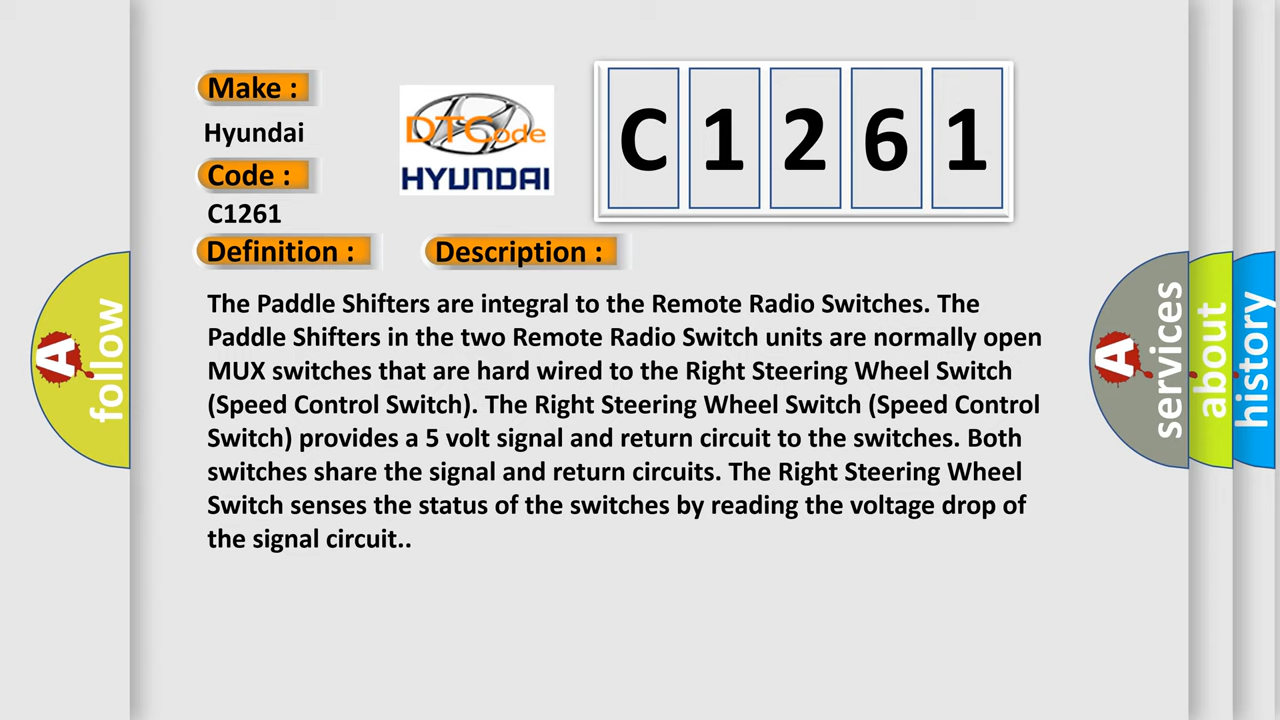 Make :
Hyundai
Code :
C1261
Definition :
Description :
DTCode
HYUNDAI
C1261
The Paddle Shifters are integral to the Remote Radio Switches. The
Paddle Shifters in the two Remote Radio Switch units are normally open
MUX switches that are hard wired to the Right Steering Wheel Switch
(Speed Control Switch). The Right Steering Wheel Switch (Speed Control
Switch) provides a 5 volt signal and return circuit to the switches. Both
switches share the signal and return circuits. The Right Steering Wheel
Switch senses the status of the switches by reading the voltage drop of
the signal circuit..
A follow
A services
about
history